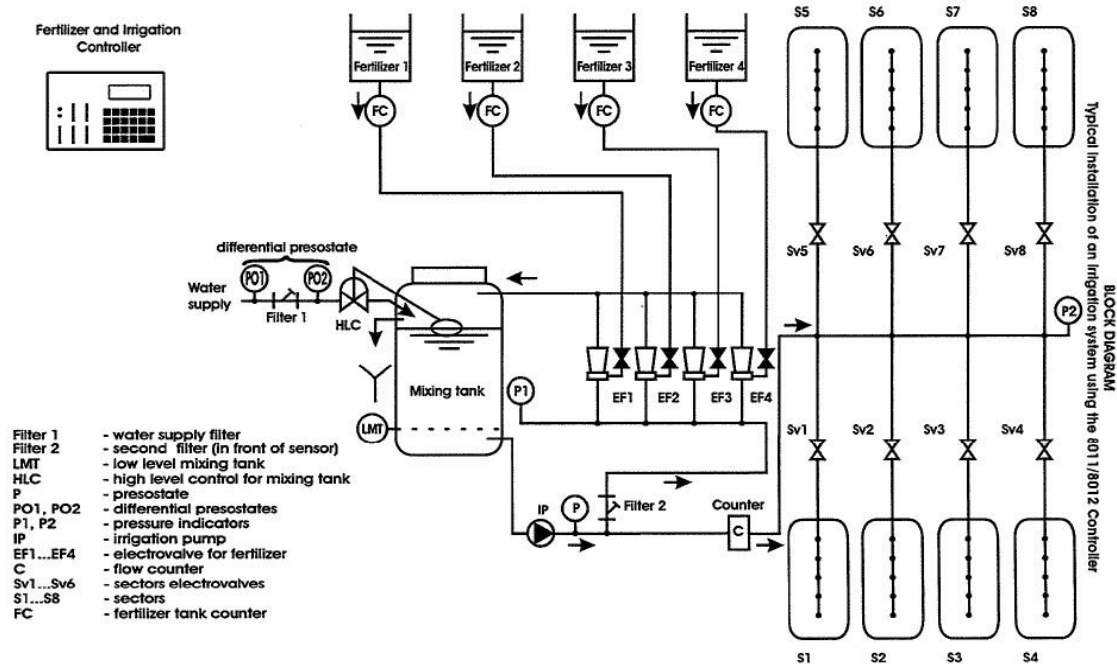 Fertilizer and Irrigation
Controller
Fertilizer 1
Fertilizer 2
Fertilizer 3
Fertilizer 4
FC
FC
FC
FC
S5
S6
S7
S8
Sv5
Sv6
Sv7
Sv8
P2
differential presostate
PO1
PO2
Water
supply
Filter 1
HLC
Mixing tank
LMT
P1
EF1
EF2
EF3
EF4
Sv1
Sv2
Sv3
Sv4
IP
P
Filter 2
Counter
C
S1
S2
S3
S4
Filter 1 - water supply filter
Filter 2 - second filter (in front of sensor)
LMT - low level mixing tank
HLC - high level control for mixing tank
P - presostate
PO1, PO2 - differential presostates
P1, P2 - pressure indicators
IP - irrigation pump
EF1...EF4 - electrovalve for fertilizer
C - flow counter
Sv1...Sv6 - sectors electrovalves
S1...S8 - sectors
FC - fertilizer tank counter
BLOCK DIAGRAM
Typical installation of an irrigation system using the 8011/8012 Controller